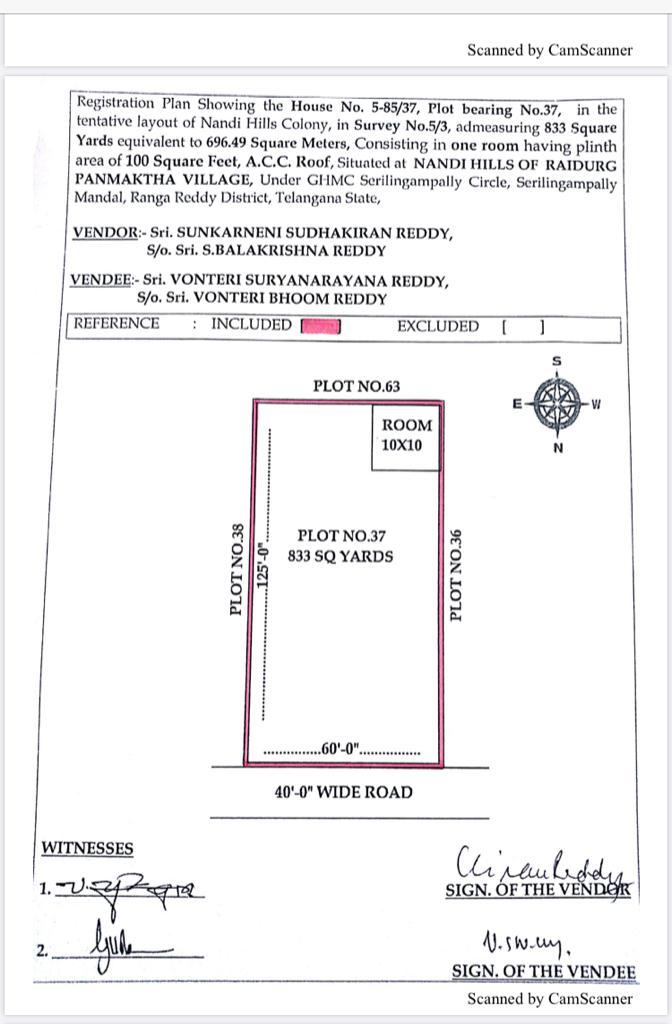 Scanned by CamScanner
Registration Plan Showing the House No. 5-85/37, Plot bearing No.37, in the
tentative layout of Nandi Hills Colony, in Survey No.5/3, admeasuring 833 Square
Yards equivalent to 696.49 Square Meters, Consisting in one room having plinth
area of 100 Square Feet, A.C.C. Roof, Situated at NANDI HILLS OF RAIDURG
PANMAKTHA VILLAGE, Under GHMC Serilingampally Circle, Serilingampally
Mandal, Ranga Reddy District, Telangana State,
VENDOR:- Sri. SUNKARNENI SUDHAKIRAN REDDY,
S/o. Sri. S.BALAKRISHNA REDDY
VENDEE:- Sri. VONTERI SURYANARAYANA REDDY,
S/o. Sri. VONTERI BHOOM REDDY
REFERENCE : INCLUDED [ ] EXCLUDED [ ]
S
E W
N
PLOT NO.63
ROOM
10X10
PLOT NO.38
125'-0"
PLOT NO.37
833 SQ YARDS
PLOT NO.36
60'-0"
40'-0" WIDE ROAD
WITNESSES
1.
2.
SIGN. OF THE VENDOR
SIGN. OF THE VENDEE
Scanned by CamScanner